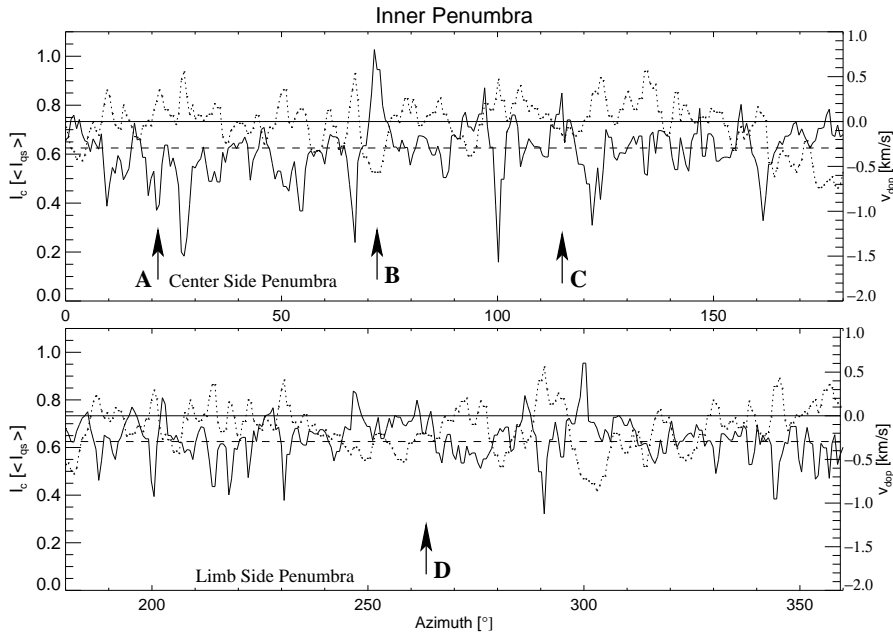 Inner Penumbra
1.0
0.8
0.6
0.4
0.2
0.0
I_c [< I_qs >]
1.0
0.5
0.0
−0.5
−1.0
−1.5
−2.0
v_dop [km/s]
A
Center Side Penumbra
B
C
0
50
100
150
1.0
0.8
0.6
0.4
0.2
0.0
I_c [< I_qs >]
1.0
0.5
0.0
−0.5
−1.0
−1.5
−2.0
v_dop [km/s]
Limb Side Penumbra
D
200
250
300
350
Azimuth [°]